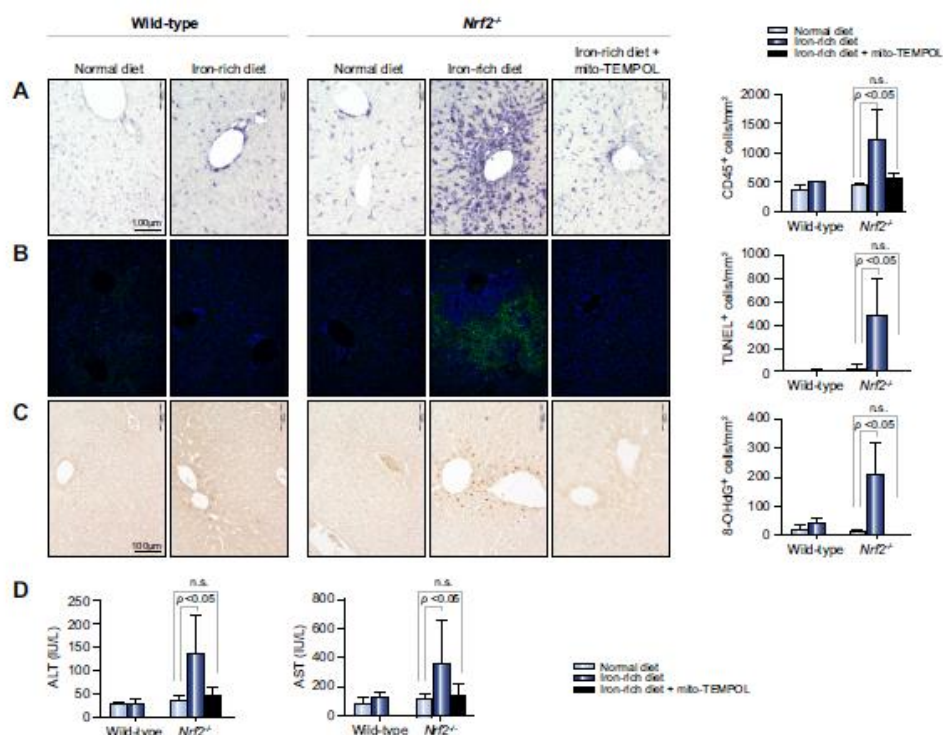 Wild-type
Nrf2-/-
Normal diet
Iron-rich diet
Normal diet
Iron-rich diet
Iron-rich diet +
mito-TEMPOL
Normal diet
Iron-rich diet
Iron-rich diet + mito-TEMPOL
A
100µm
CD45+ cells/mm2
2000
1500
1000
500
0
n.s.
p <0.05
Wild-type
Nrf2-/-
B
TUNEL+ cells/mm2
1000
800
600
400
200
0
n.s.
p <0.05
Wild-type
Nrf2-/-
C
100µm
8-OHdG+ cells/mm2
400
300
200
100
0
n.s.
p <0.05
Wild-type
Nrf2-/-
D
ALT (IU/L)
250
200
150
100
50
0
n.s.
p <0.05
Wild-type
Nrf2-/-
AST (IU/L)
800
600
400
200
0
n.s.
p <0.05
Wild-type
Nrf2-/-
Normal diet
Iron-rich diet
Iron-rich diet + mito-TEMPOL